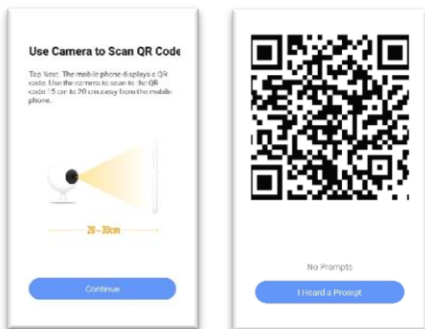 Use Camera to Scan QR Code
Tap Next. The mobile phone displays a QR
code. Use the camera to scan in the QR
code 15 cm to 20 cm away from the mobile
phone.
20~30cm
Continue
No Prompts
I Heard a Prompt